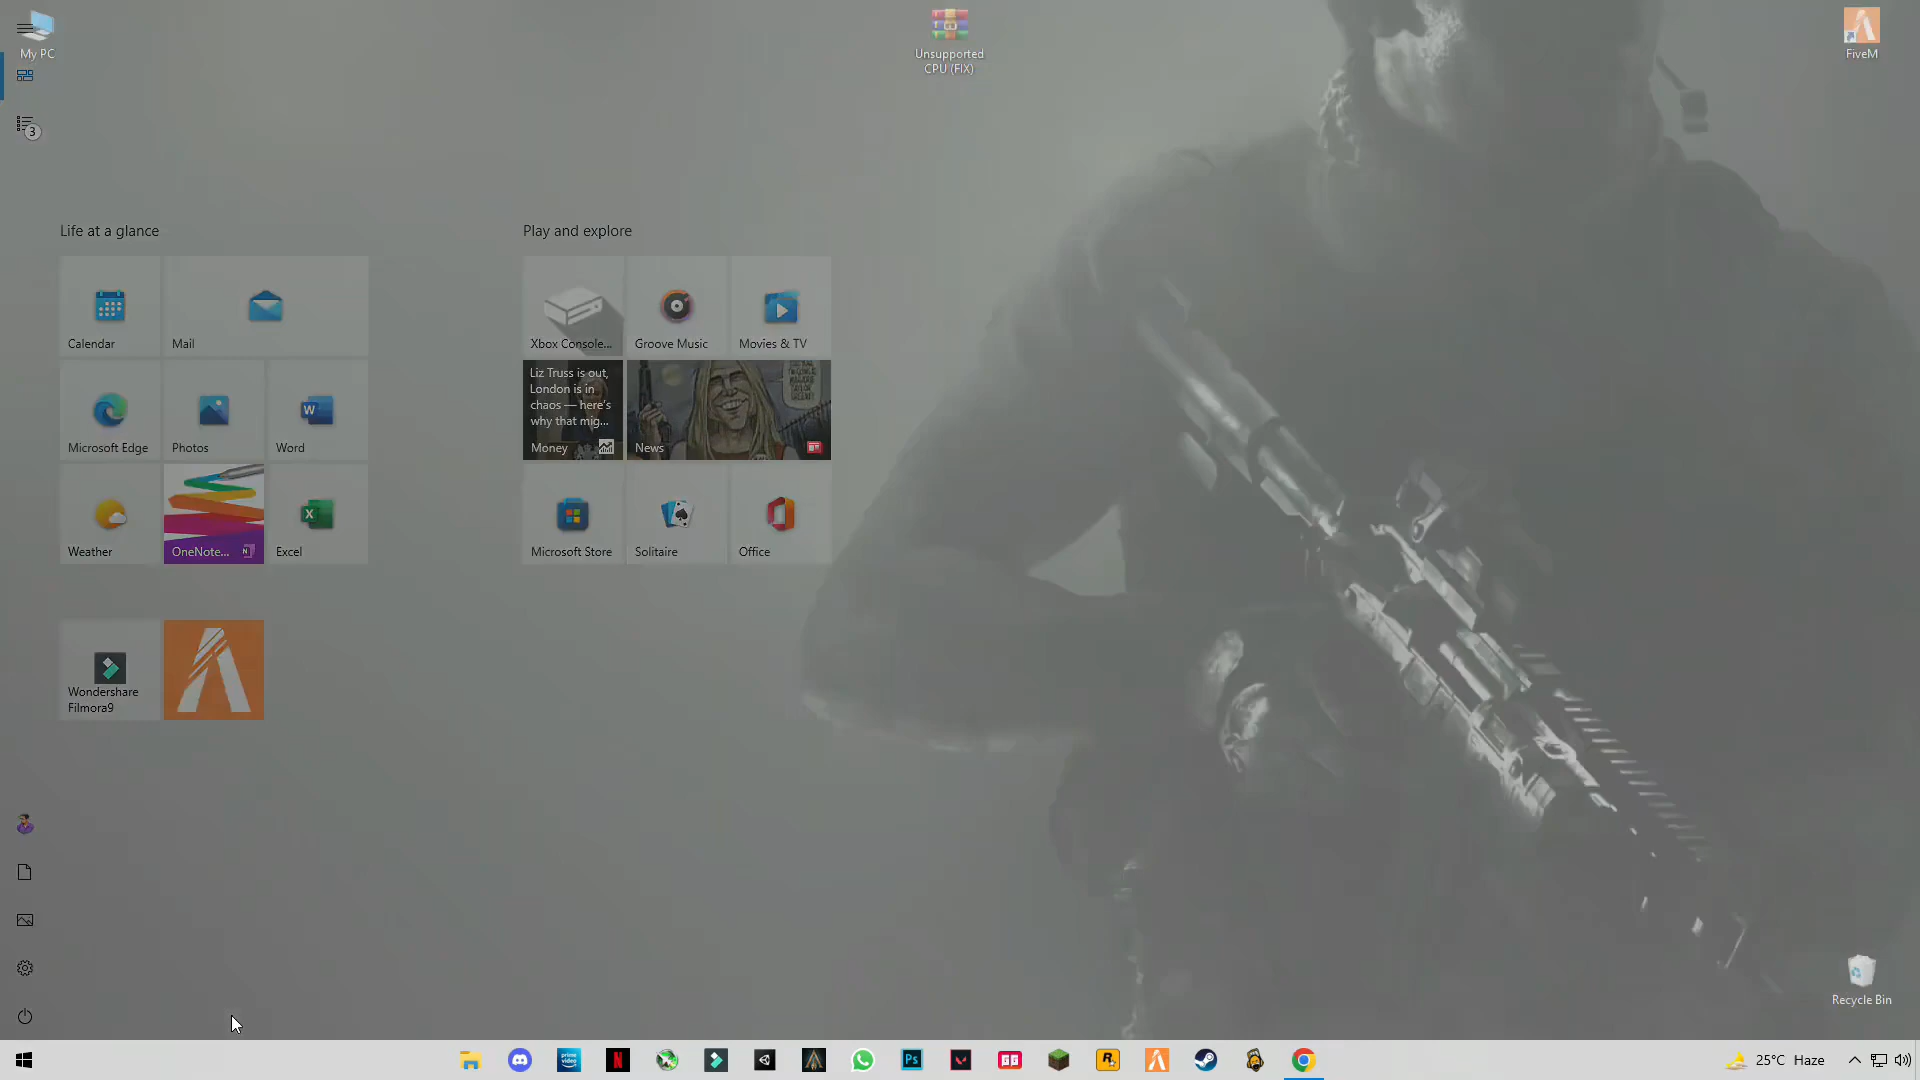 My PC
Unsupported
CPU (FIX)
FiveM
3
Life at a glance
Play and explore
Calendar
Mail
Xbox Console...
Groove Music
Movies & TV
Liz Truss is out,
London is in
chaos — here's
why that mig...
Microsoft Edge
Photos
Word
Money
News
Weather
OneNote...
Excel
Microsoft Store
Solitaire
Office
Wondershare
Filmora9
Recycle Bin
25°C Haze